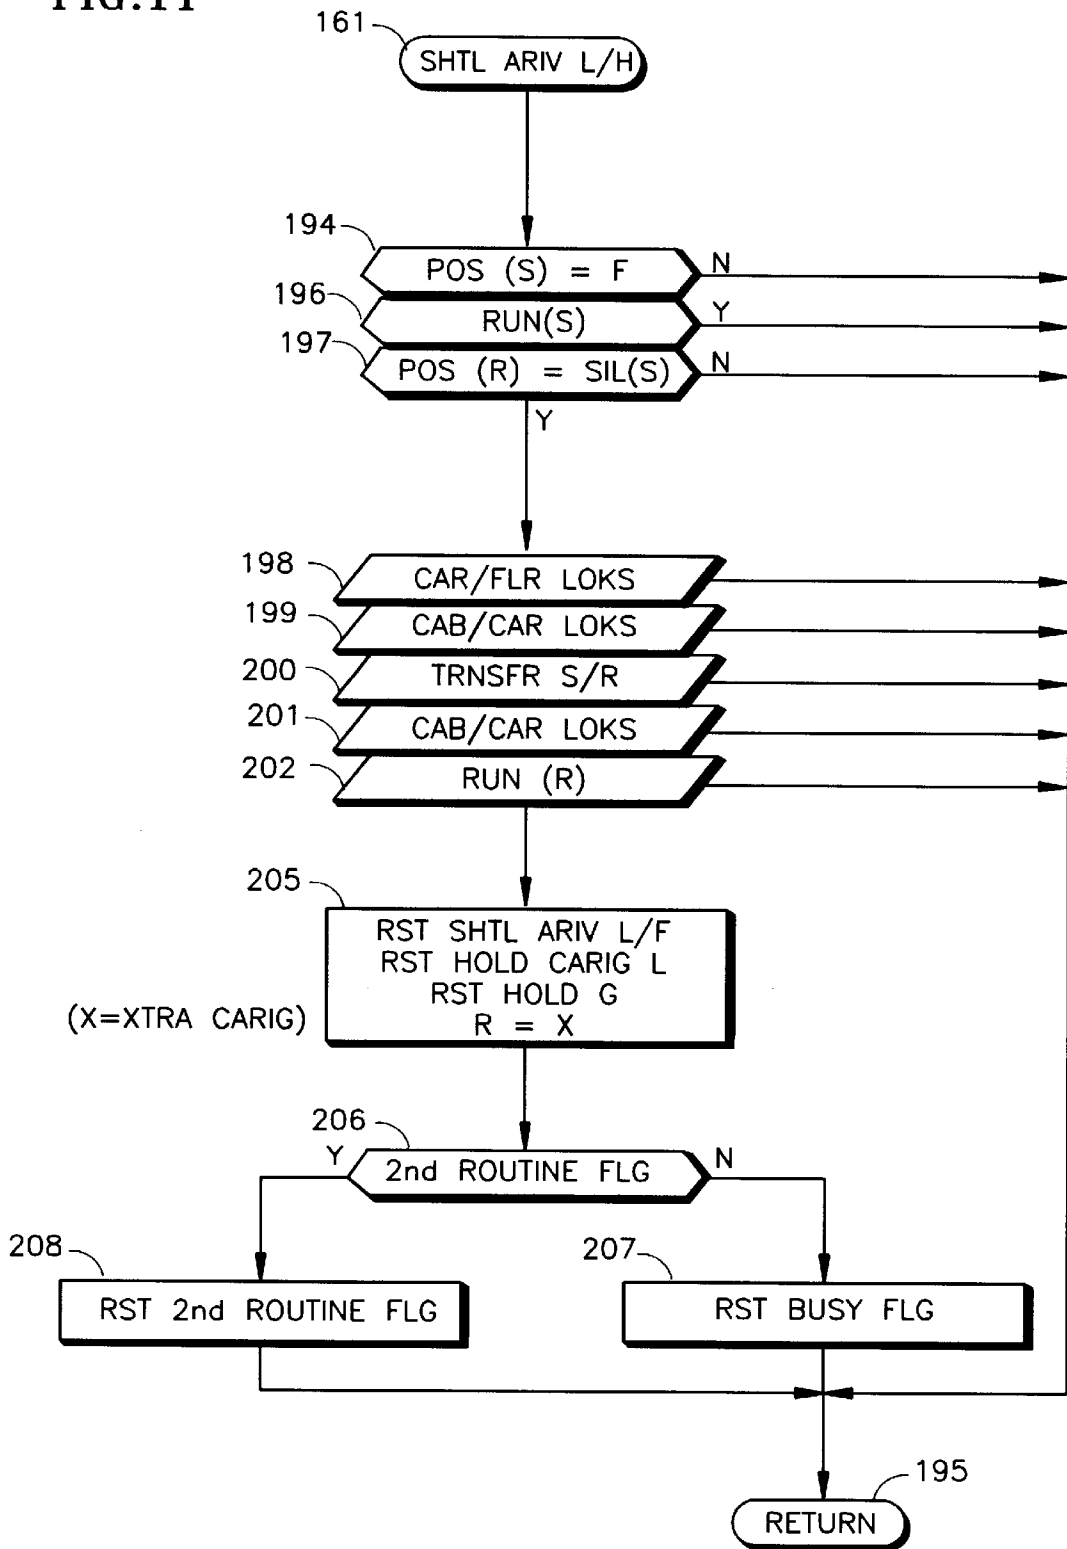 FIG.11
161
SHTL ARIV L/H
194
POS (S) = F
N
196
RUN(S)
Y
197
POS (R) = SIL(S)
N
Y
198
CAR/FLR LOKS
199
CAB/CAR LOKS
200
TRNSFR S/R
201
CAB/CAR LOKS
202
RUN (R)
205
RST SHTL ARIV L/F
RST HOLD CARIG L
RST HOLD G
R = X
(X=XTRA CARIG)
206
Y
2nd ROUTINE FLG
N
208
RST 2nd ROUTINE FLG
207
RST BUSY FLG
195
RETURN